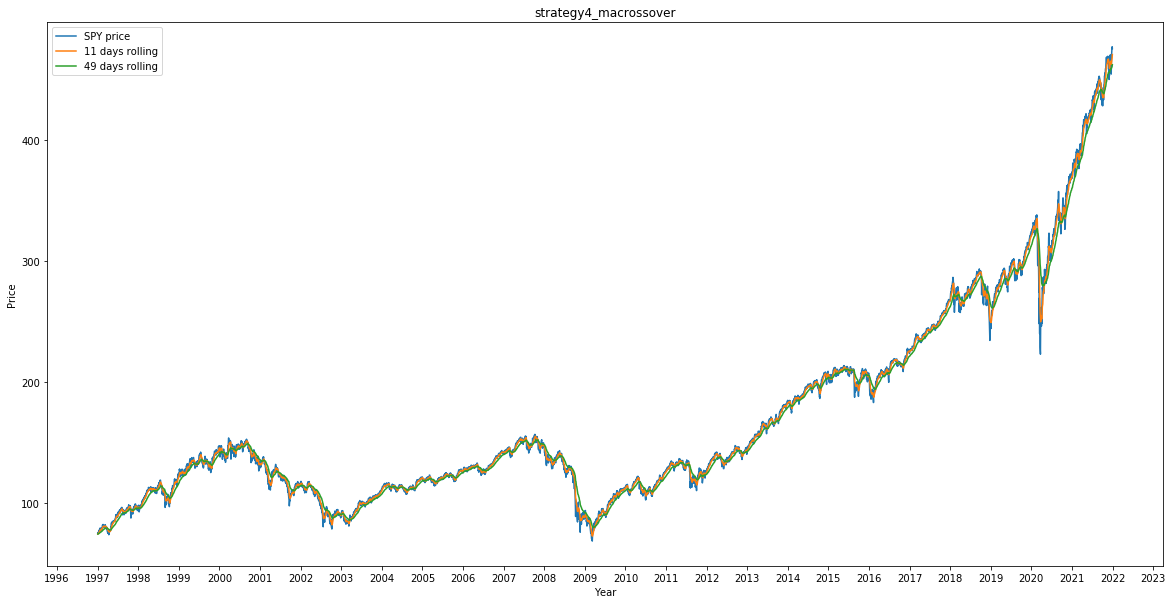 strategy4_macrossover
SPY price
11 days rolling
49 days rolling
Price
400
300
200
100
1996 1997 1998 1999 2000 2001 2002 2003 2004 2005 2006 2007 2008 2009 2010 2011 2012 2013 2014 2015 2016 2017 2018 2019 2020 2021 2022 2023
Year